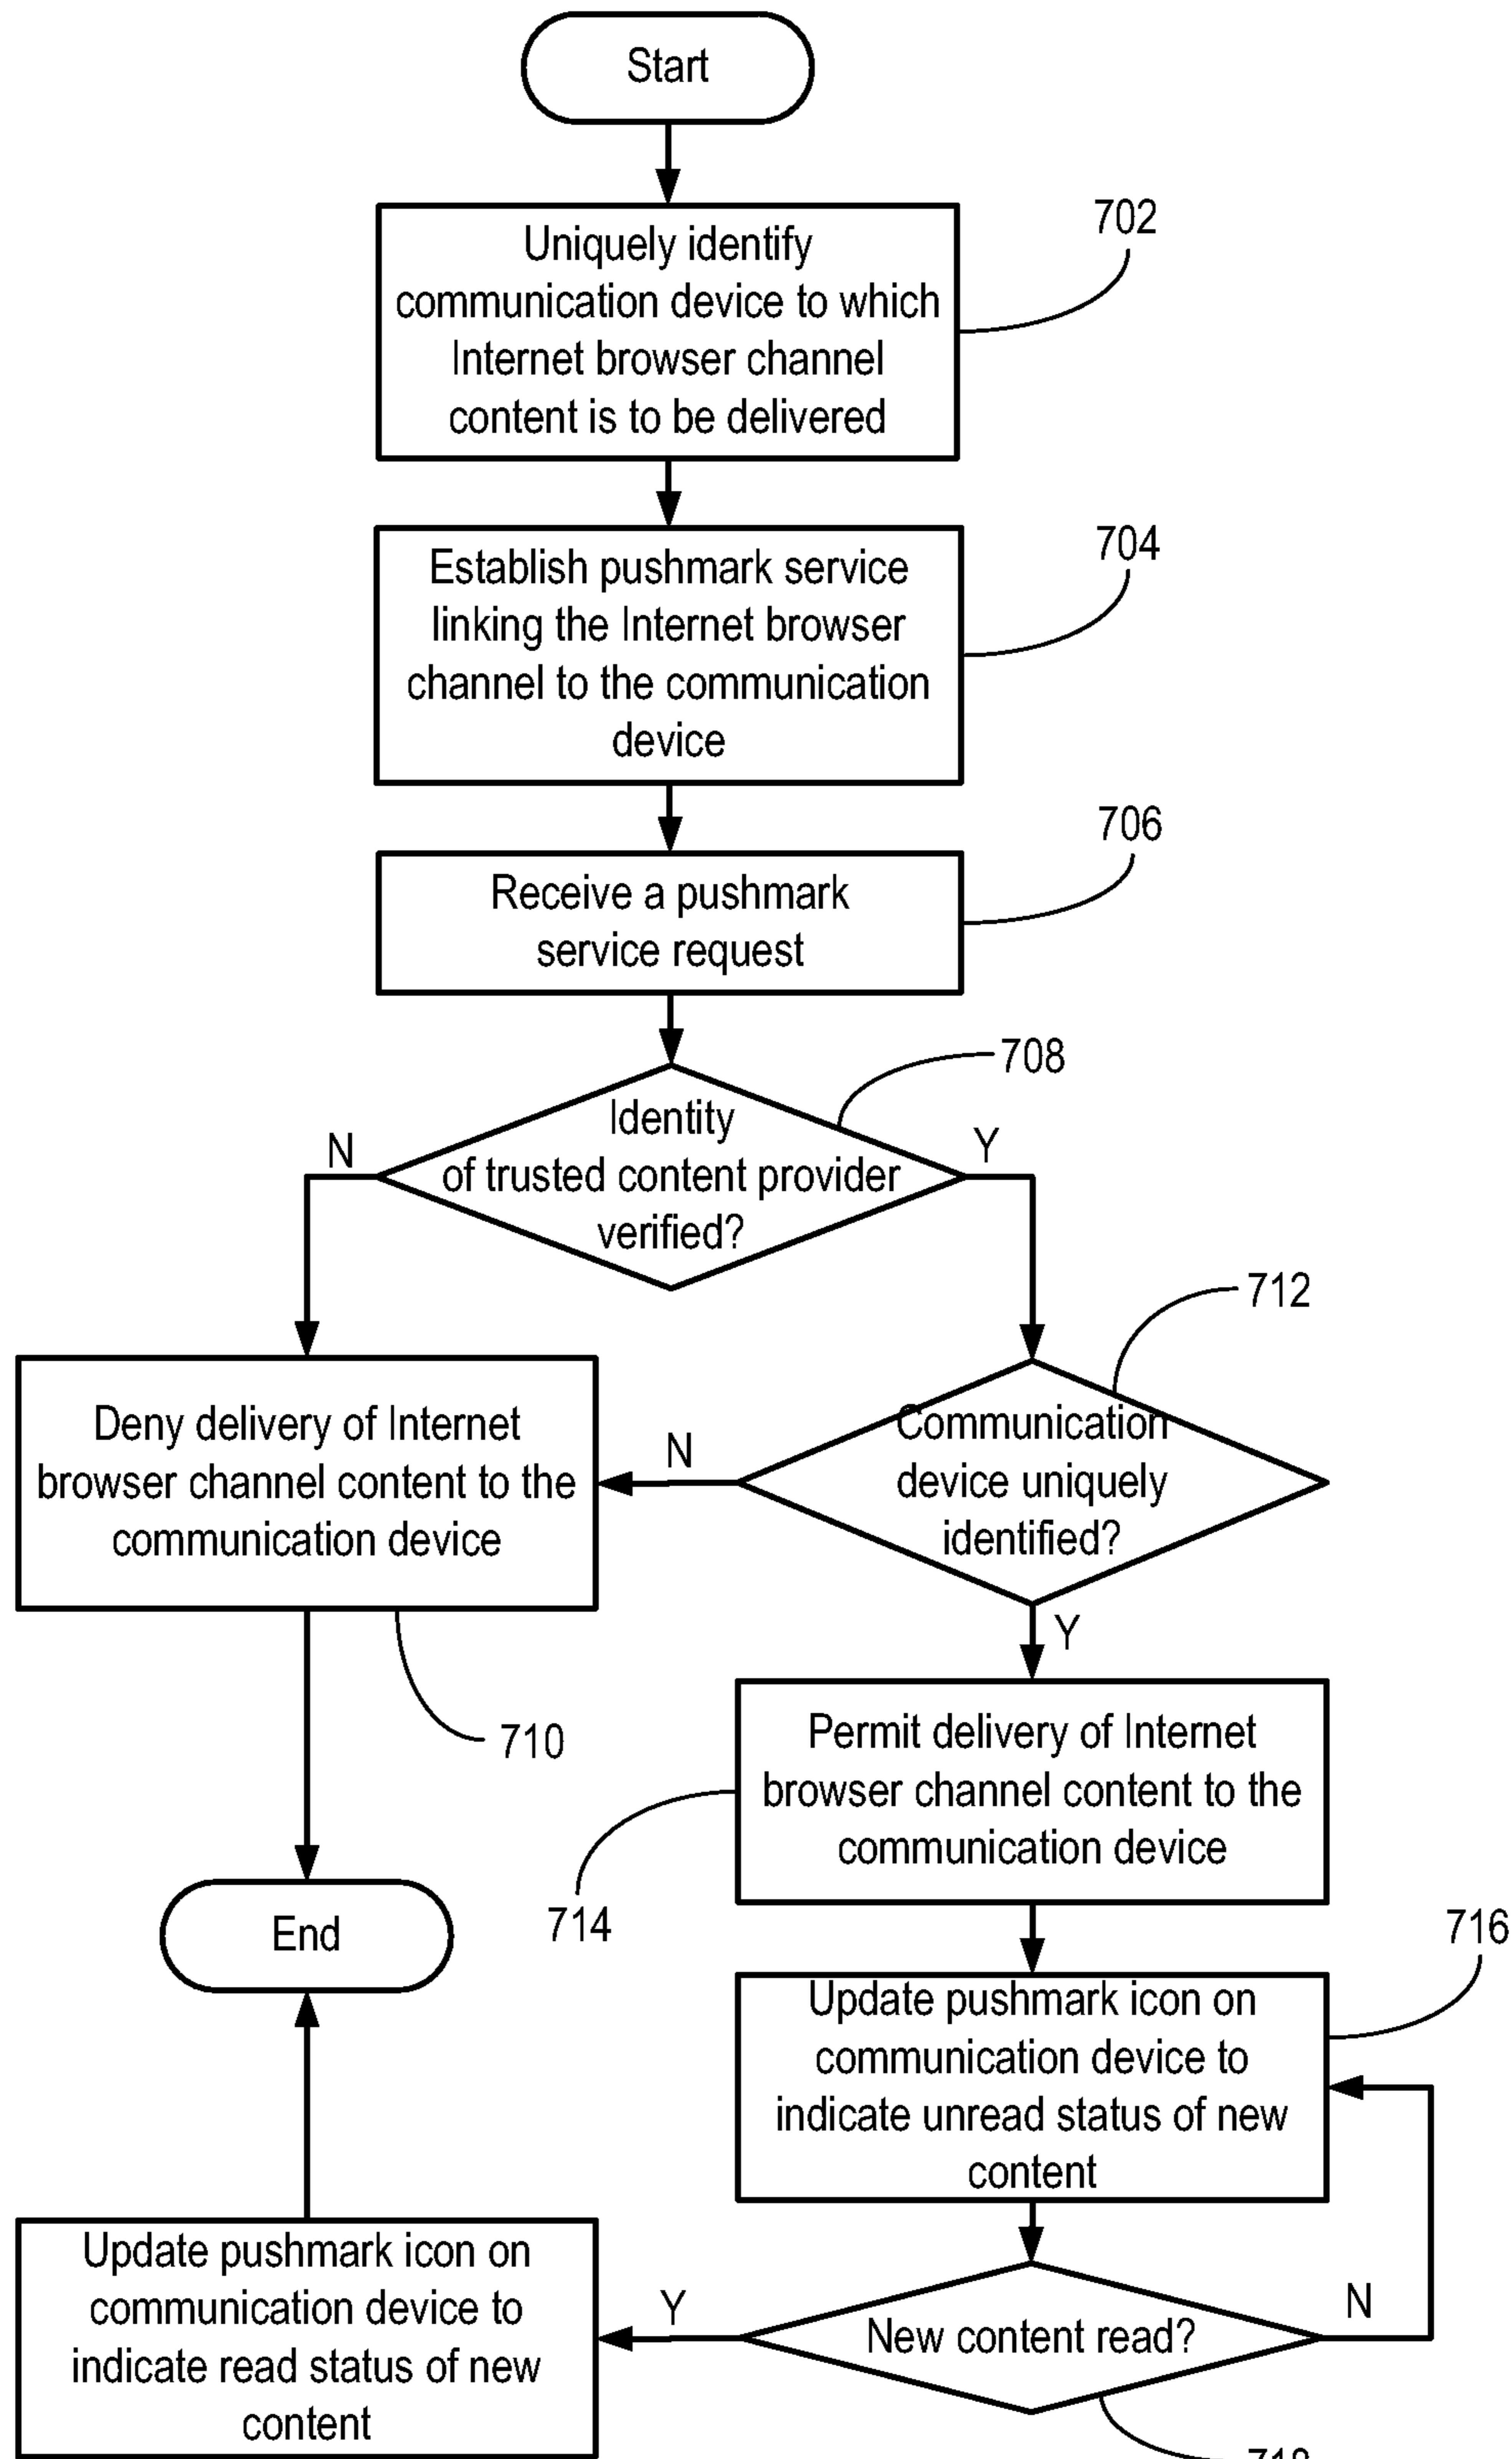 Start
Uniquely identify
communication device to which
Internet browser channel
content is to be delivered
702
Establish pushmark service
linking the Internet browser
channel to the communication
device
704
Receive a pushmark
service request
706
Identity
of trusted content provider
verified?
708
N
Y
Deny delivery of Internet
browser channel content to the
communication device
710
N
Communication
device uniquely
identified?
712
Y
Permit delivery of Internet
browser channel content to the
communication device
714
End
Update pushmark icon on
communication device to
indicate unread status of new
content
716
Update pushmark icon on
communication device to
indicate read status of new
content
Y
New content read?
N